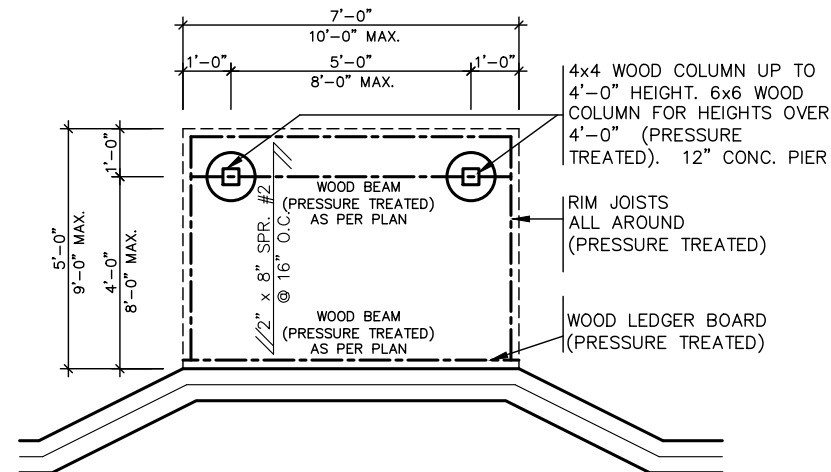 7'-0"
10'-0" MAX.
1'-0"
5'-0"
1'-0"
8'-0" MAX.
4x4 WOOD COLUMN UP TO
4'-0" HEIGHT. 6x6 WOOD
COLUMN FOR HEIGHTS OVER
4'-0" (PRESSURE
TREATED). 12" CONC. PIER
1'-0"
5'-0"
9'-0" MAX.
4'-0"
8'-0" MAX.
WOOD BEAM
(PRESSURE TREATED)
AS PER PLAN
2" x 8" SPR. #2
@ 16" O.C.
RIM JOISTS
ALL AROUND
(PRESSURE TREATED)
WOOD BEAM
(PRESSURE TREATED)
AS PER PLAN
WOOD LEDGER BOARD
(PRESSURE TREATED)